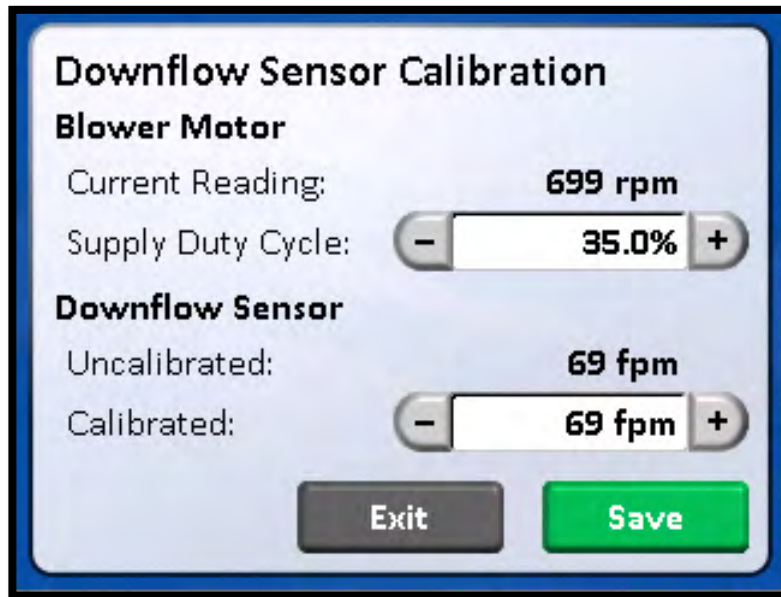 Downflow Sensor Calibration
Blower Motor
Current Reading: 699 rpm
Supply Duty Cycle: − 35.0% +
Downflow Sensor
Uncalibrated: 69 fpm
Calibrated: − 69 fpm +
Exit Save